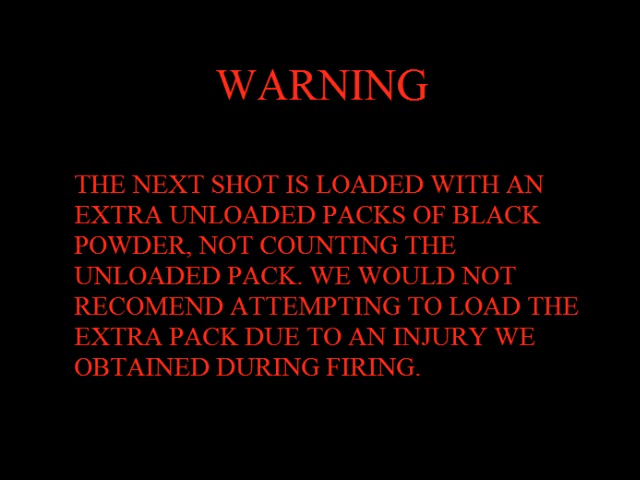 WARNING
THE NEXT SHOT IS LOADED WITH AN
EXTRA UNLOADED PACKS OF BLACK
POWDER, NOT COUNTING THE
UNLOADED PACK. WE WOULD NOT
RECOMEND ATTEMPTING TO LOAD THE
EXTRA PACK DUE TO AN INJURY WE
OBTAINED DURING FIRING.